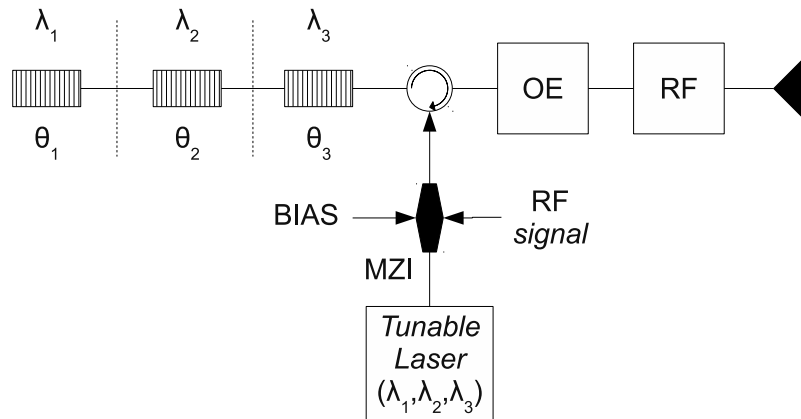 λ1 λ2 λ3
OE RF
θ1 θ2 θ3
BIAS
RF
signal
MZI
Tunable
Laser
(λ1,λ2,λ3)